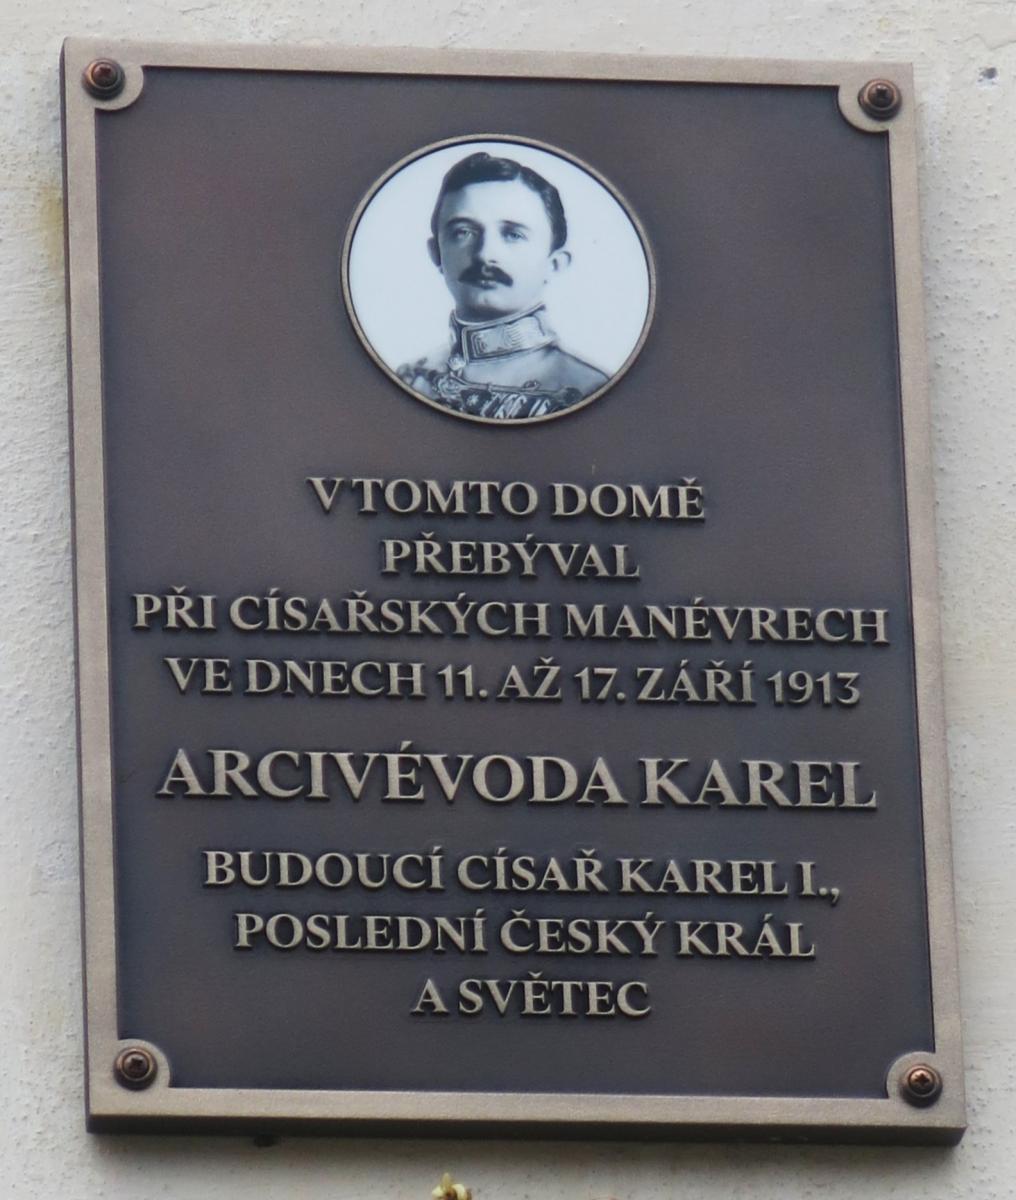 V TOMTO DOMĚ
PŘEBÝVAL
PŘI CÍSAŘSKÝCH MANÉVRECH
VE DNECH 11. AŽ 17. ZÁŘÍ 1913
ARCIVÉVODA KAREL
BUDOUCÍ CÍSAŘ KAREL I.,
POSLEDNÍ ČESKÝ KRÁL
A SVĚTEC